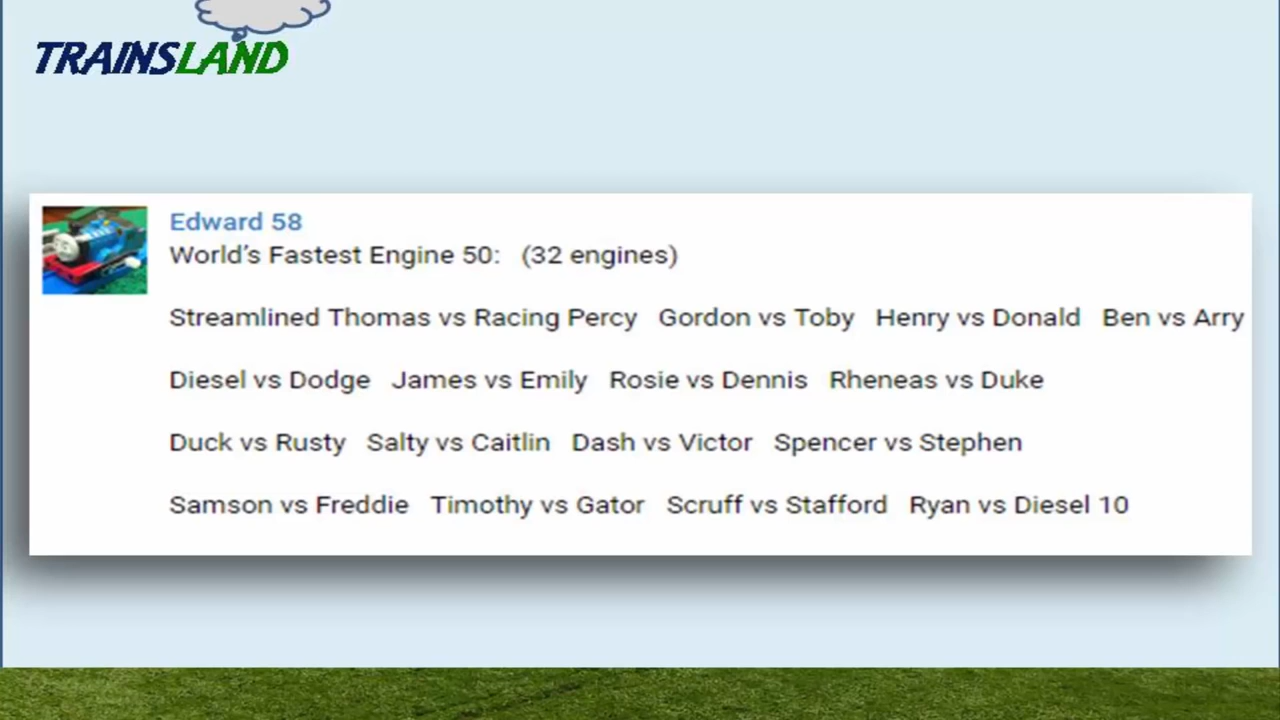 TRAINSLAND
Edward 58
World's Fastest Engine 50: (32 engines)
Streamlined Thomas vs Racing Percy Gordon vs Toby Henry vs Donald Ben vs Arry
Diesel vs Dodge James vs Emily Rosie vs Dennis Rheneas vs Duke
Duck vs Rusty Salty vs Caitlin Dash vs Victor Spencer vs Stephen
Samson vs Freddie Timothy vs Gator Scruff vs Stafford Ryan vs Diesel 10